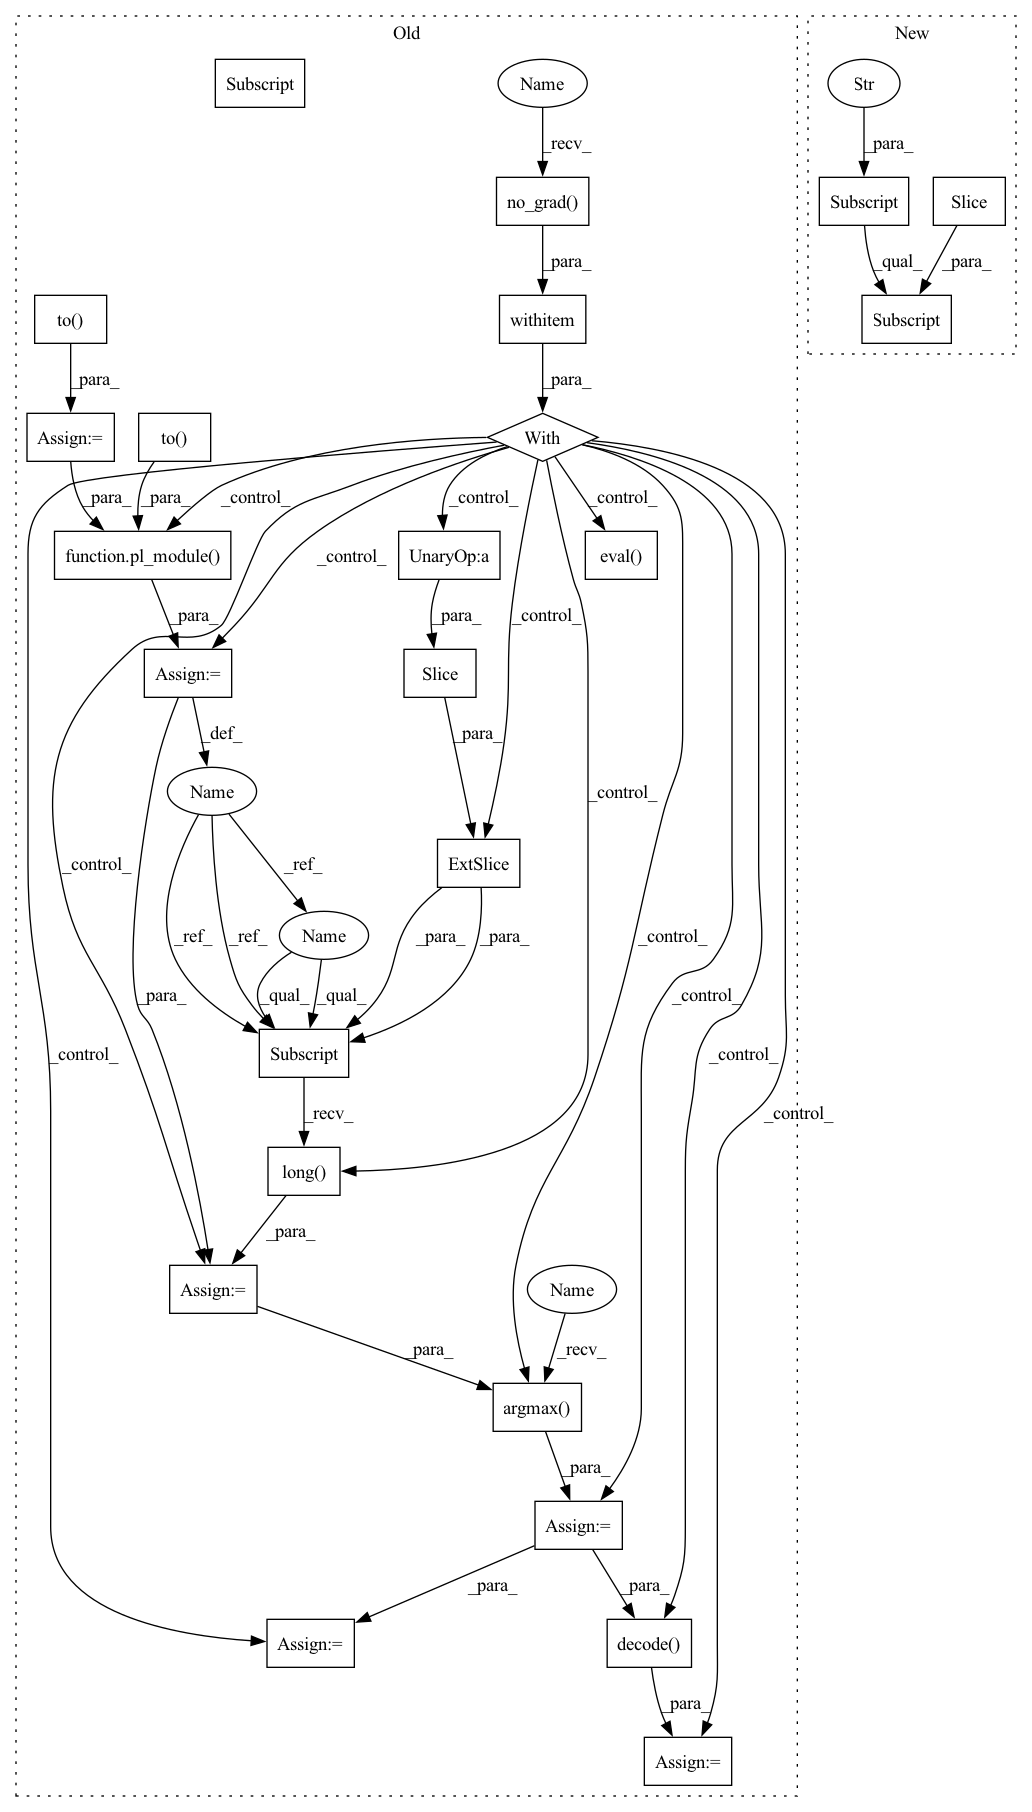 Old
New
Subscript
Name
Str
_recv_
_para_
no_grad()
Subscript
Slice
_para_
_qual_
_para_
to()
withitem
Subscript
_para_
_para_
Assign:=
to()
With
_para_
_para_
_control_
_control_
_control_
function.pl_module()
UnaryOp:a
eval()
_control_
_para_
_para_
_control_
Assign:=
Slice
_def_
_para_
Name
_control_
_control_
_ref_
ExtSlice
_ref_
_ref_
Name
_para_
_para_
_control_
_para_
_qual_
_qual_
_control_
_control_
Subscript
_control_
_recv_
_control_
long()
_para_
Assign:=
Name
_para_
_recv_
argmax()
_para_
Assign:=
_para_
_para_
Assign:=
decode()
_para_
Assign:=